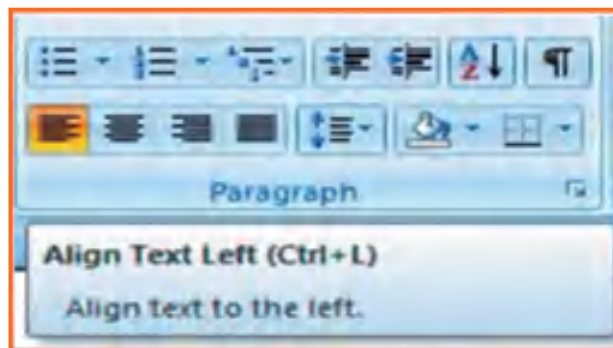 Paragraph
Align Text Left (Ctrl+L)
Align text to the left.